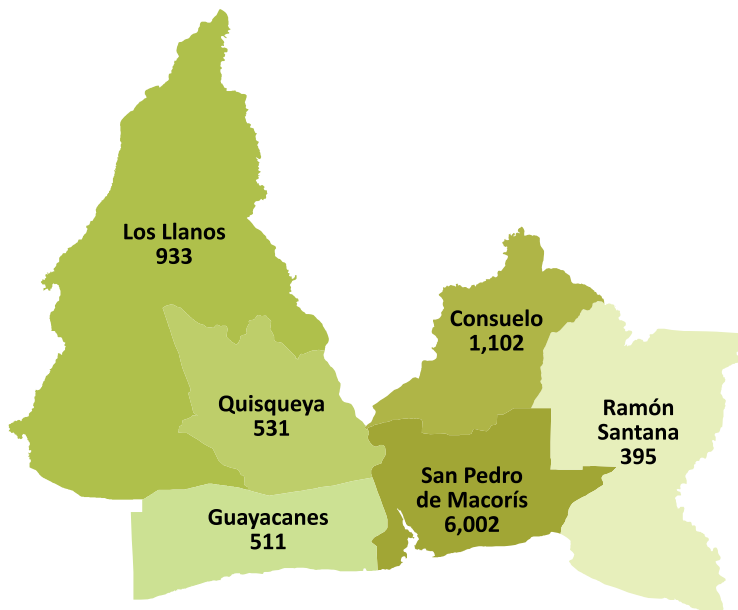 Los Llanos
933
Consuelo
1,102
Quisqueya
531
Ramón
Santana
395
San Pedro
de Macorís
6,002
Guayacanes
511